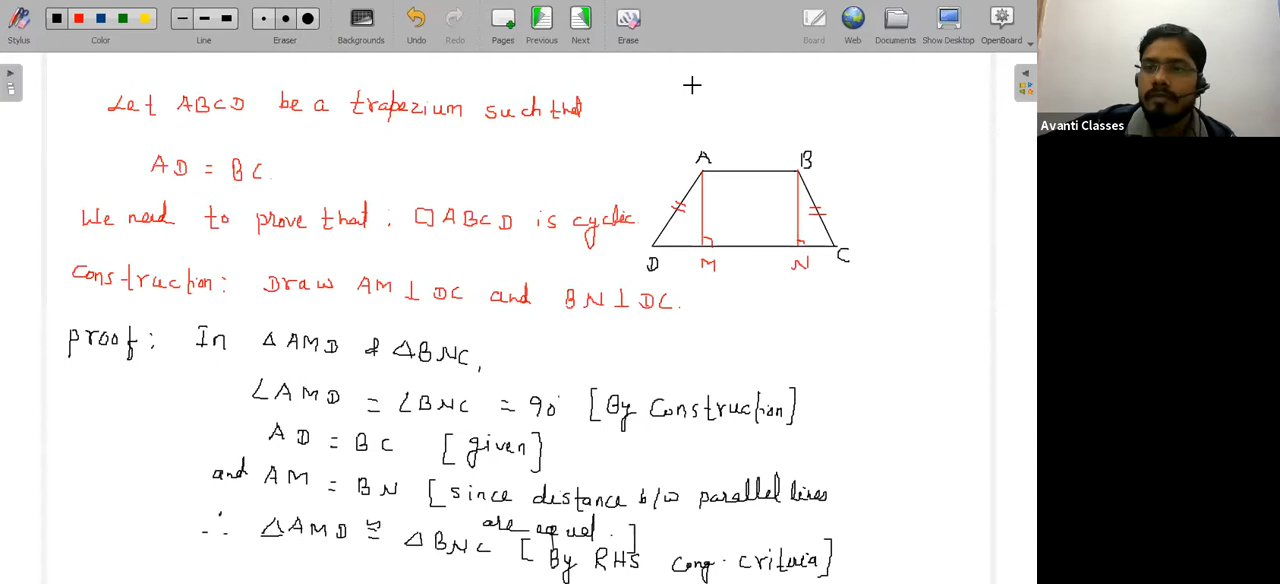 Stylus
Color
Line
Eraser
Backgrounds
Undo
Redo
Pages
Previous
Next
Erase
Board
Web
Documents
Show Desktop
OpenBoard
Avanti Classes
Let ABCD be a trapezium such that
AD = BC.
We need to prove that : □ABCD is cyclic.
Construction: Draw AM ⊥ DC and BN ⊥ DC.
A B
D M N C
proof: In △AMD & △BNC,
∠AMD = ∠BNC = 90° [By Construction]
AD = BC [given]
and AM = BN [since distance b/w parallel lines
are equal.]
∴ △AMD ≅ △BNC [By RHS cong. criteria]